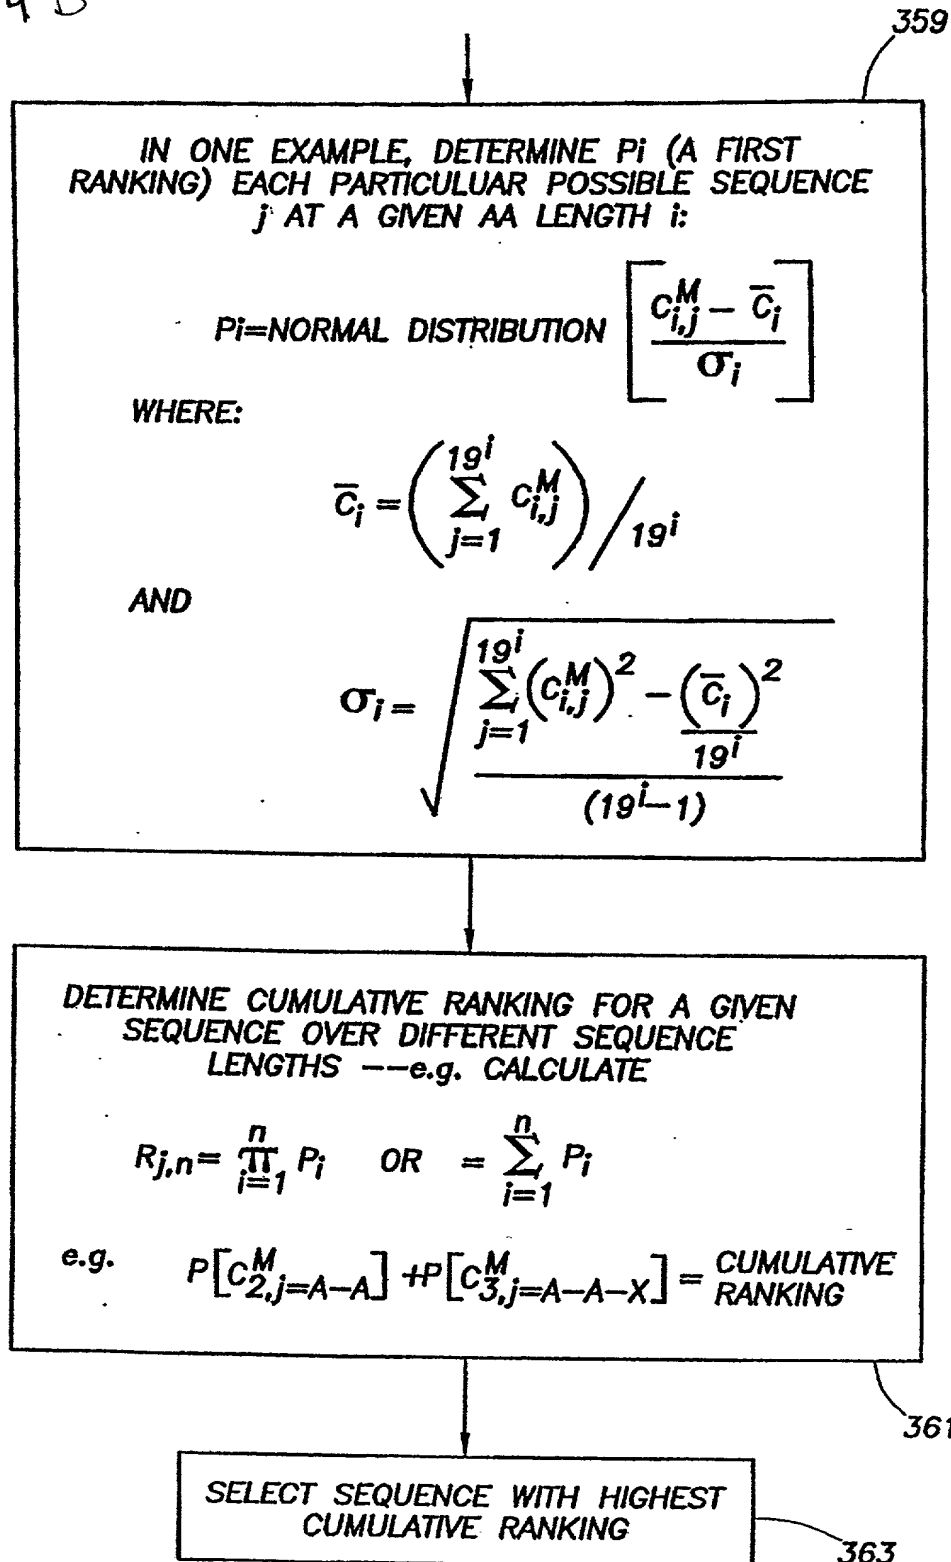 9 B
359
IN ONE EXAMPLE, DETERMINE Pi (A FIRST
RANKING) EACH PARTICULUAR POSSIBLE SEQUENCE
j AT A GIVEN AA LENGTH i:
Pi=NORMAL DISTRIBUTION [ (C^M_{i,j} – C̅_i) / σ_i ]
WHERE:
C̅_i = ( Σ_{j=1}^{19^i} C^M_{i,j} ) / 19^i
AND
σ_i = √( ( Σ_{j=1}^{19^i} (C^M_{i,j})^2 – (C̅_i)^2 / 19^i ) / (19^i–1) )
DETERMINE CUMULATIVE RANKING FOR A GIVEN
SEQUENCE OVER DIFFERENT SEQUENCE
LENGTHS ––e.g. CALCULATE
R_{j,n} = π_{i=1}^{n} P_i OR = Σ_{i=1}^{n} P_i
e.g. P[C^M_{2,j=A–A}] +P[C^M_{3,j=A–A–X}] = CUMULATIVE
RANKING
361
SELECT SEQUENCE WITH HIGHEST
CUMULATIVE RANKING
363